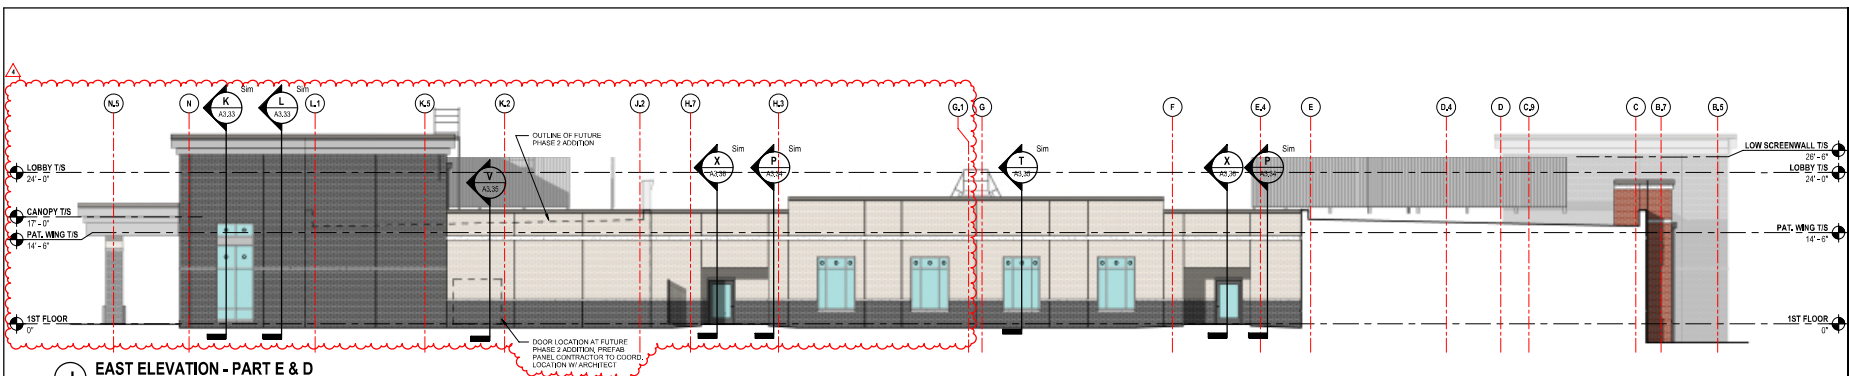 4
N.5
N
K
A3.33
Sim
L
A3.33
Sim
L.1
K.5
K.2
J.2
H.7
H.3
G.1
G
F
E.4
E
D.4
D
C.9
C
B.7
B.5
OUTLINE OF FUTURE
PHASE 2 ADDITION
V
A3.35
X
Sim
P
Sim
T
A3.35
Sim
X
P
Sim
LOBBY T/S
24' - 0"
CANOPY T/S
17' - 0"
PAT. WING T/S
14' - 6"
1ST FLOOR
0"
LOW SCREENWALL T/S
26' - 6"
LOBBY T/S
24' - 0"
PAT. WING T/S
14' - 6"
1ST FLOOR
0"
DOOR LOCATION AT FUTURE
PHASE 2 ADDITION, PREFAB
PANEL CONTRACTOR TO COORD.
LOCATION W/ ARCHITECT
EAST ELEVATION - PART E & D